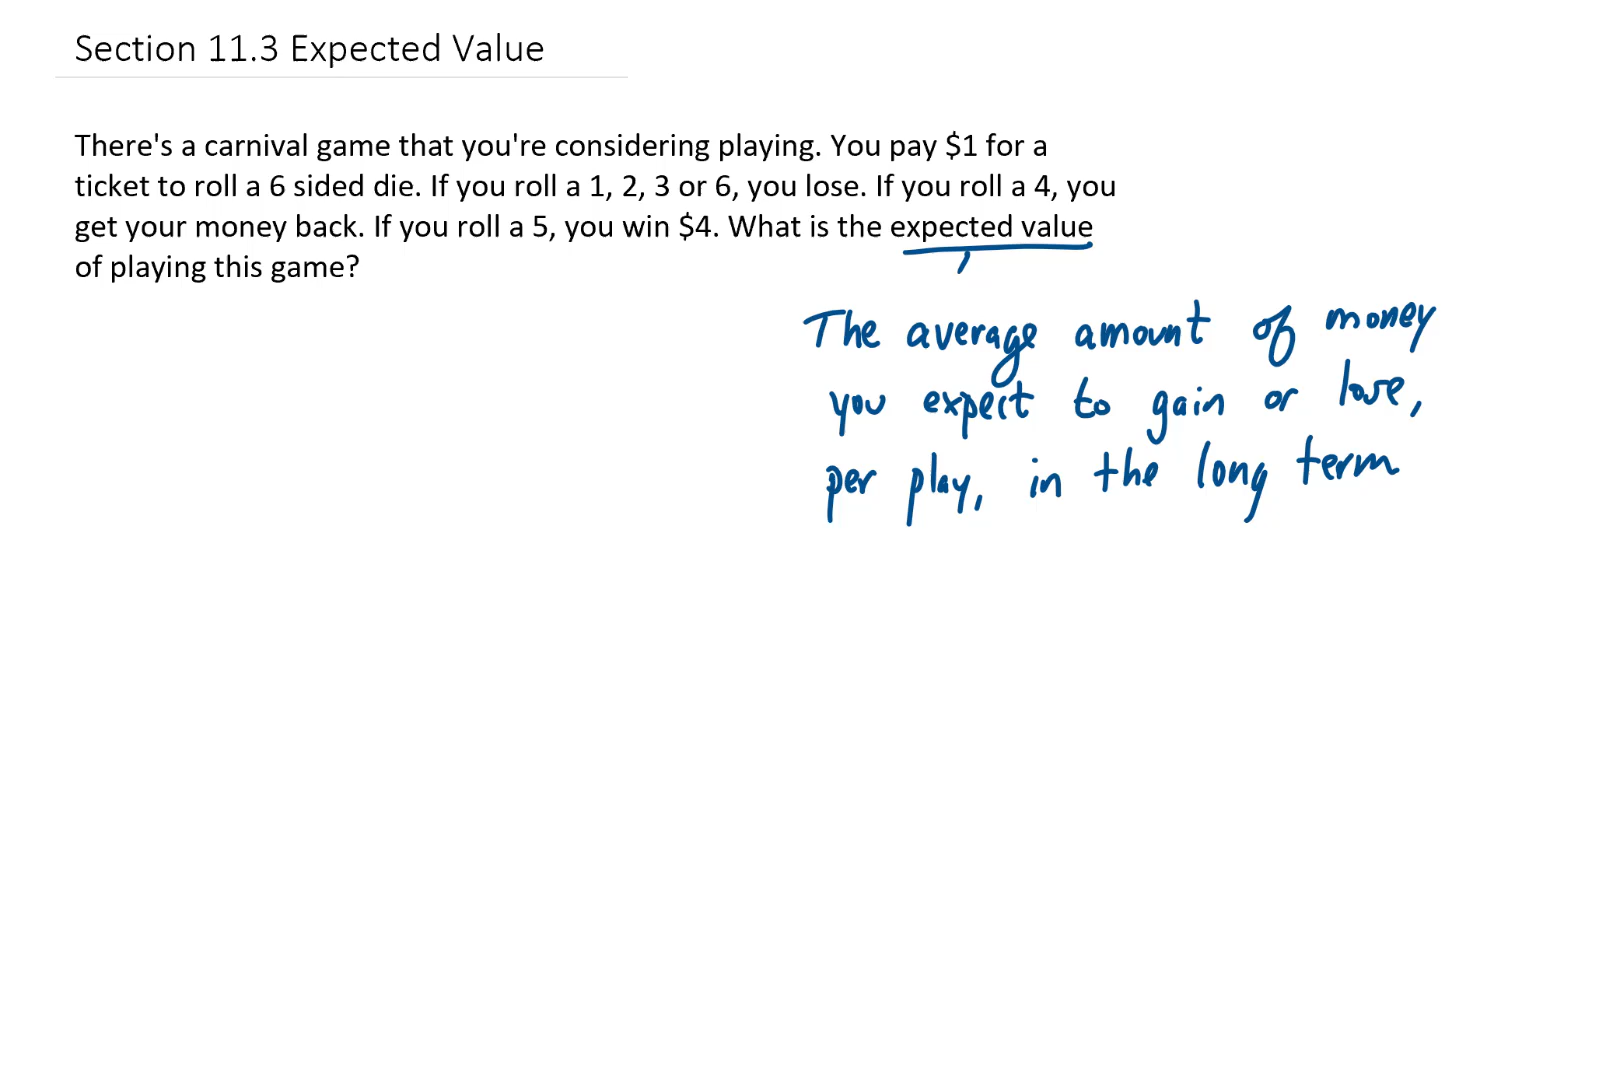 Section 11.3 Expected Value
There's a carnival game that you're considering playing. You pay $1 for a
ticket to roll a 6 sided die. If you roll a 1, 2, 3 or 6, you lose. If you roll a 4, you
get your money back. If you roll a 5, you win $4. What is the expected value
of playing this game?
The average amount of money
you expect to gain or lose,
per play, in the long term